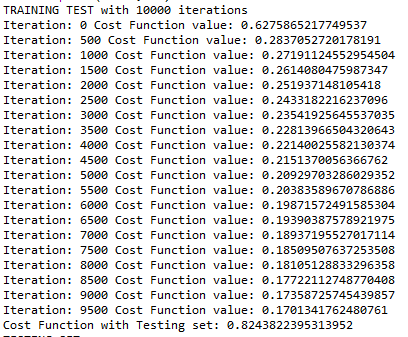 TRAINING TEST with 10000 iterations
Iteration: 0 Cost Function value: 0.6275865217749537
Iteration: 500 Cost Function value: 0.2837052720178191
Iteration: 1000 Cost Function value: 0.27191124552954504
Iteration: 1500 Cost Function value: 0.2614080475987347
Iteration: 2000 Cost Function value: 0.251937148105418
Iteration: 2500 Cost Function value: 0.2433182216237096
Iteration: 3000 Cost Function value: 0.23541925645537035
Iteration: 3500 Cost Function value: 0.22813966504320643
Iteration: 4000 Cost Function value: 0.22140025582130374
Iteration: 4500 Cost Function value: 0.2151370056366762
Iteration: 5000 Cost Function value: 0.20929703286029352
Iteration: 5500 Cost Function value: 0.20383589670786886
Iteration: 6000 Cost Function value: 0.19871572491585304
Iteration: 6500 Cost Function value: 0.19390387578921975
Iteration: 7000 Cost Function value: 0.18937195527017114
Iteration: 7500 Cost Function value: 0.18509507637253508
Iteration: 8000 Cost Function value: 0.18105128833296358
Iteration: 8500 Cost Function value: 0.17722112748770408
Iteration: 9000 Cost Function value: 0.17358725745439857
Iteration: 9500 Cost Function value: 0.1701341762480761
Cost Function with Testing set: 0.8243822395313952